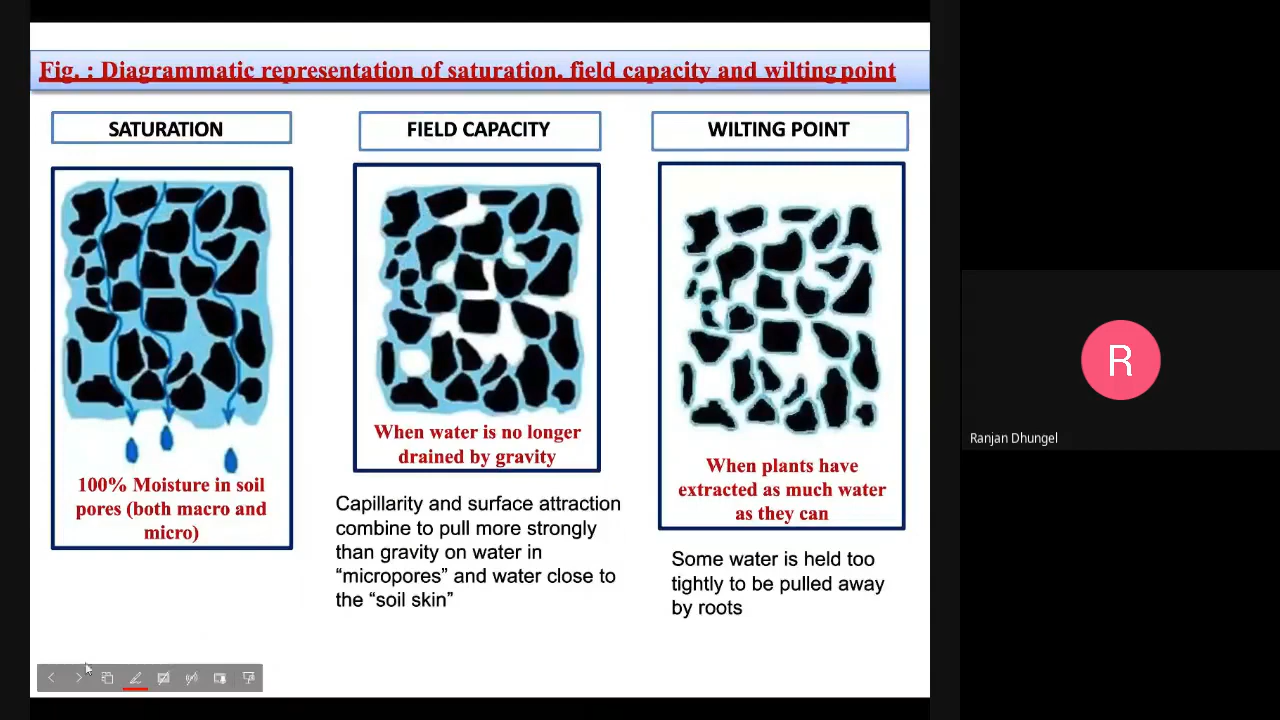 Fig. : Diagrammatic representation of saturation, field capacity and wilting point
SATURATION
100% Moisture in soil
pores (both macro and
micro)
FIELD CAPACITY
When water is no longer
drained by gravity
Capillarity and surface attraction
combine to pull more strongly
than gravity on water in
“micropores” and water close to
the “soil skin”
WILTING POINT
When plants have
extracted as much water
as they can
Some water is held too
tightly to be pulled away
by roots
R
Ranjan Dhungel